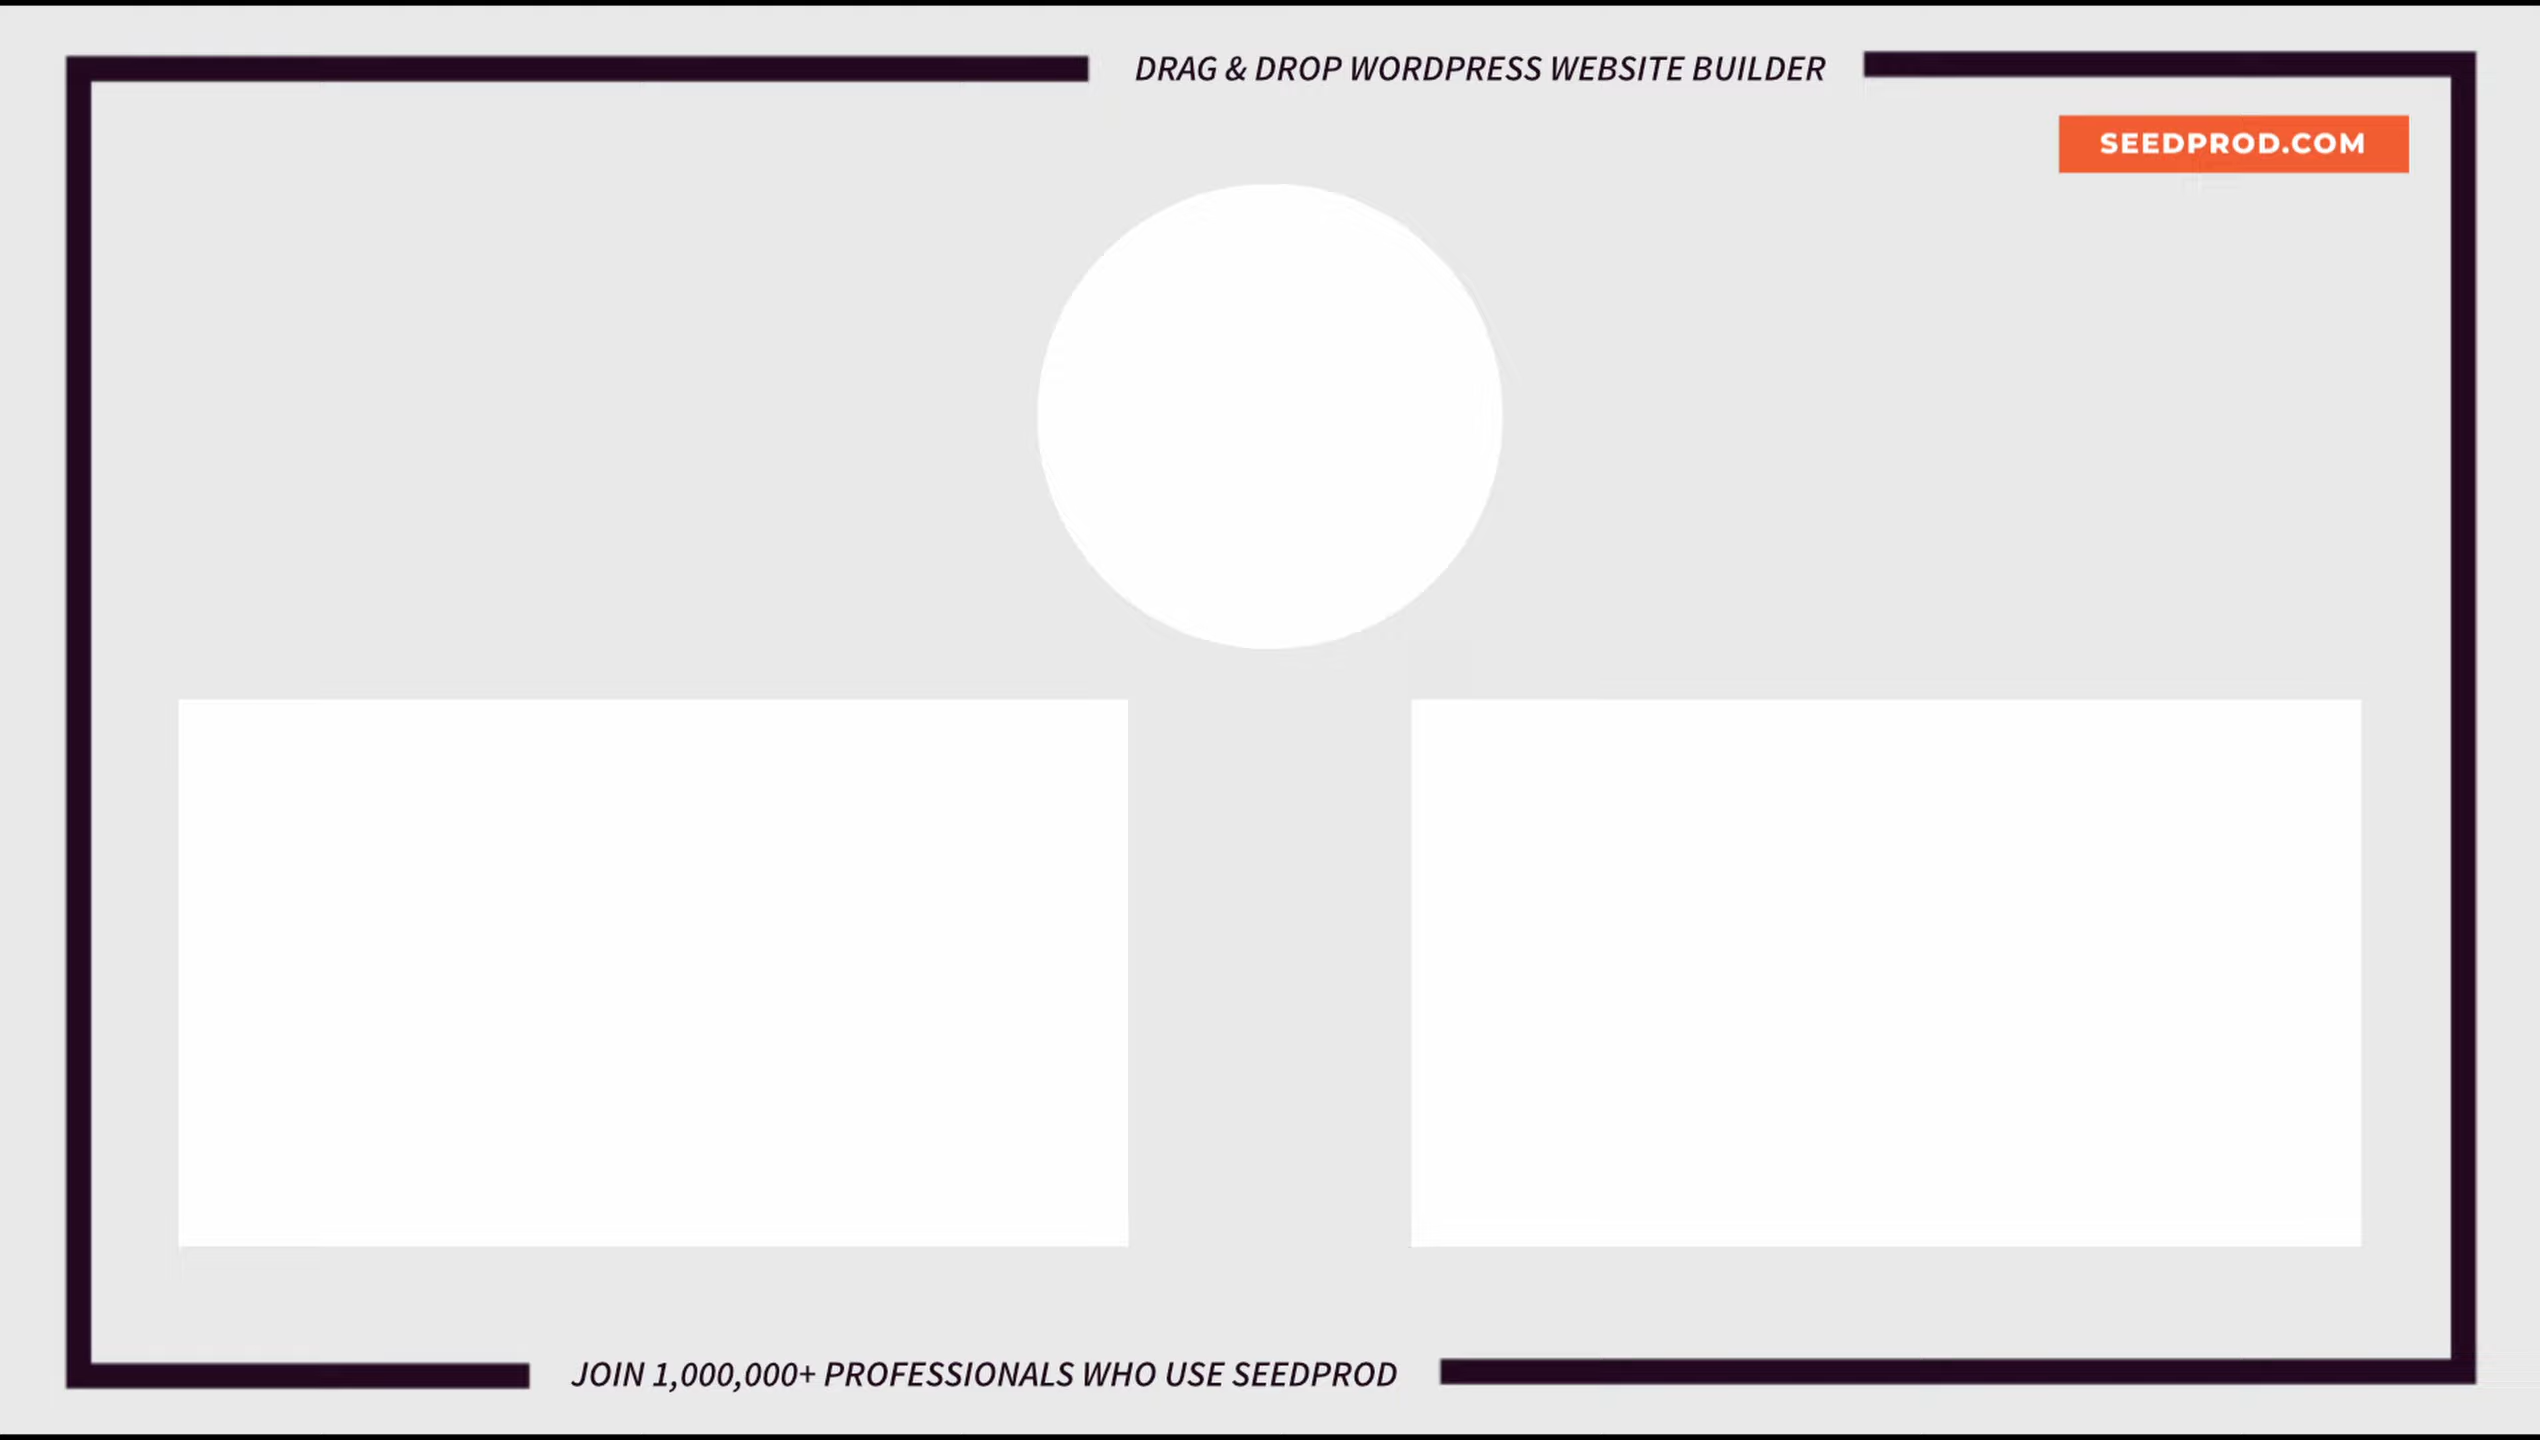 DRAG & DROP WORDPRESS WEBSITE BUILDER
SEEDPROD.COM
JOIN 1,000,000+ PROFESSIONALS WHO USE SEEDPROD